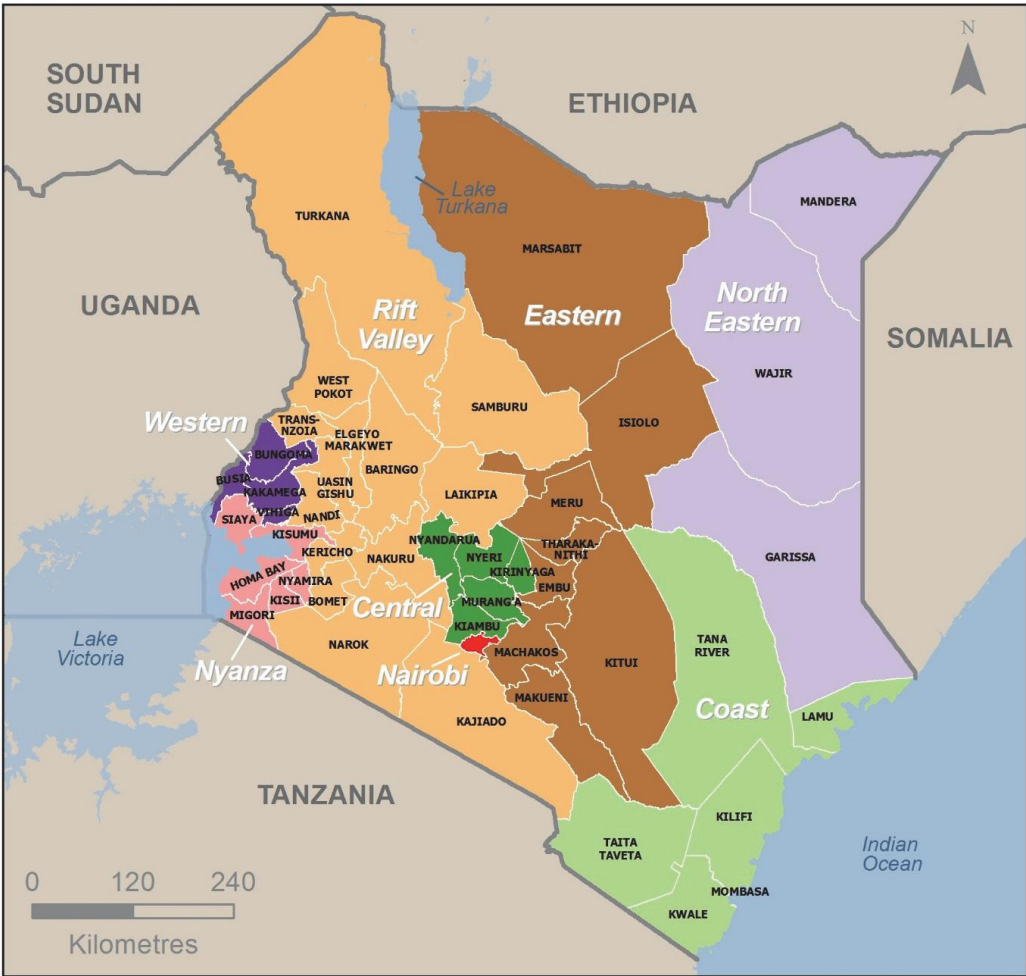 N
SOUTH
SUDAN
ETHIOPIA
Lake
Turkana
MANDERA
TURKANA
MARSABIT
UGANDA
Rift
Valley
Eastern
North
Eastern
SOMALIA
WAJIR
WEST
POKOT
SAMBURU
ISIOLO
Western
TRANS-
NZOIA
ELGEYO
MARAKWET
BUNGOMA
BARINGO
BUSIA
KAKAMEGA
UASIN
GISHU
LAIKIPIA
MERU
VIHIGA
NANDI
SIAYA
KISUMU
KERICHO
NYANDARUA
NYERI
THARAKA-
NITHI
NAKURU
KIRINYAGA
GARISSA
HOMA BAY
NYAMIRA
EMBU
KISII
BOMET
Central
MURANG'A
MIGORI
KIAMBU
Lake
Victoria
NAROK
MACHAKOS
KITUI
TANA
RIVER
Nyanza
Nairobi
MAKUENI
Coast
LAMU
KAJIADO
TANZANIA
KILIFI
TAITA
TAVETA
Indian
Ocean
MOMBASA
KWALE
0 120 240
Kilometres